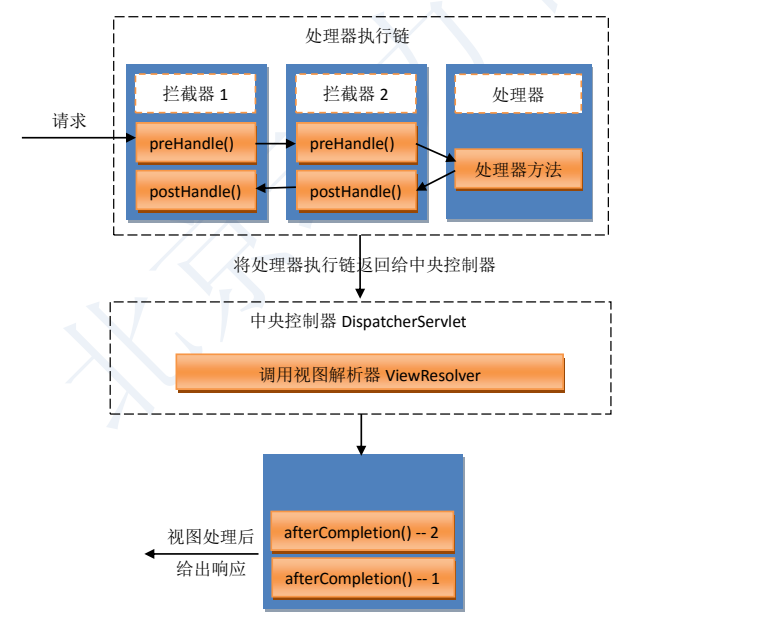 处理器执行链
拦截器 1
拦截器 2
处理器
请求
preHandle()
preHandle()
处理器方法
postHandle()
postHandle()
将处理器执行链返回给中央控制器
中央控制器 DispatcherServlet
调用视图解析器 ViewResolver
afterCompletion() -- 2
视图处理后
给出响应
afterCompletion() -- 1
北京